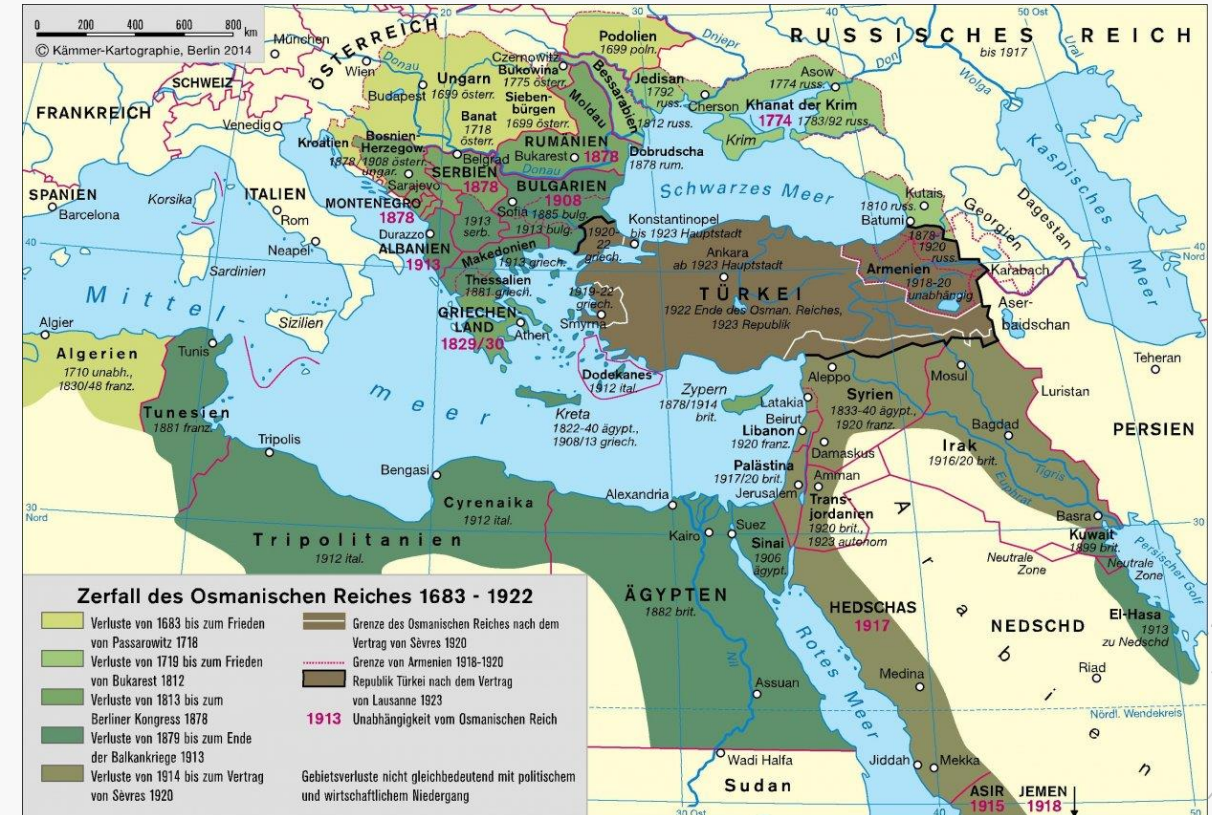 0 200 400 600 800 km
© Kämmer-Kartographie, Berlin 2014
20
30
40
50 Ost
RUSSISCHES REICH
bis 1917
FRANKREICH
SCHWEIZ
ÖSTERREICH
München
Wien
Donau
Budapest
Ungarn
1699 österr.
Podolien
1699 poln.
Dnjepr
Don
Wolga
Ural
Czernowitz
Bukowina
1775 österr.
Sieben-
bürgen
1699 österr.
Banat
1718
österr.
Moldau
Bessarabien
1812 russ.
Jedisan
1792
russ.
Cherson
Asow
1774 russ.
Khanat der Krim
1774
1783/92 russ.
Krim
Venedig
Kroatien
Bosnien-
Herzegow.
1878/1908 österr.
ungar.
Sarajevo
Belgrad
SERBIEN
1878
RUMÄNIEN
Bukarest
1878
Donau
Dobrudscha
1878 rum.
BULGARIEN
1908
Sofia
1885 bulg.
1913 bulg.
MONTENEGRO
1878
Durazzo
ALBANIEN
1913
1913
serb.
Makedonien
1913 griech.
Thessalien
1881 griech.
GRIECHEN-
LAND
1829/30
Athen
SPANIEN
Barcelona
Korsika
ITALIEN
Rom
Neapel
Sardinien
Sizilien
Schwarzes Meer
Kaspisches Meer
Konstantinopel
bis 1923 Hauptstadt
1920-
22
griech.
1919-22
griech.
Smyrna
Ankara
ab 1923 Hauptstadt
TÜRKEI
1922 Ende des Osman. Reiches,
1923 Republik
Kutais
1810 russ.
Batumi
1878-
1920
russ.
Georgien
Dagestan
Armenien
1918-20
unabhängig
Karabach
Aser-
baidschan
Teheran
40
40
Nord
Mittelmeer
Algier
Algerien
1710 unabh.,
1830/48 franz.
Tunis
Tunesien
1881 franz.
Tripolis
Bengasi
Cyrenaika
1912 ital.
Tripolitanien
1912 ital.
30
Nord
30
Dodekanes
1912 ital.
Kreta
1822-40 ägypt.,
1908/13 griech.
Zypern
1878/1914
brit.
Aleppo
Latakia
Beirut
Libanon
1920 franz.
Damaskus
Syrien
1833-40 ägypt.,
1920 franz.
Mosul
Luristan
PERSIEN
Bagdad
Irak
1916/20 brit.
Tigris
Euphrat
Basra
Kuwait
1899 brit.
Neutrale
Zone
Neutrale
Zone
Persischer Golf
El-Hasa
1913
zu Nedschd
Palästina
1917/20 brit.
Jerusalem
Amman
Trans-
jordanien
1920 brit.,
1923 autonom
Alexandria
Kairo
Suez
Sinai
1906
ägypt.
ÄGYPTEN
1882 brit.
Nil
Assuan
Wadi Halfa
Sudan
Rotes Meer
HEDSCHAS
1917
Medina
Jiddah
Mekka
Arabien
NEDSCHD
Riad
Nördl. Wendekreis
ASIR
1915
JEMEN
1918
30 Ost
40
50
Zerfall des Osmanischen Reiches 1683 - 1922
Verluste von 1683 bis zum Frieden
von Passarowitz 1718
Verluste von 1719 bis zum Frieden
von Bukarest 1812
Verluste von 1813 bis zum
Berliner Kongress 1878
Verluste von 1879 bis zum Ende
der Balkankriege 1913
Verluste von 1914 bis zum Vertrag
von Sèvres 1920
Grenze des Osmanischen Reiches nach dem
Vertrag von Sèvres 1920
Grenze von Armenien 1918-1920
Republik Türkei nach dem Vertrag
von Lausanne 1923
1913 Unabhängigkeit vom Osmanischen Reich
Gebietsverluste nicht gleichbedeutend mit politischem
und wirtschaftlichem Niedergang